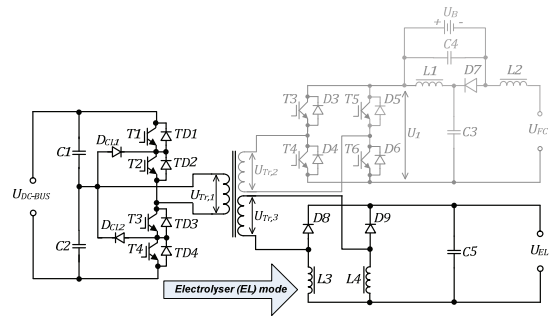 U_B
+ −
C4
L1 D7 L2
T3 D3 T5 D5
U_FC
T1 TD1
C1 D_CL1
U_1 C3
T2 TD2
T4 D4 T6 D6
U_Tr,2
U_DC-BUS
U_Tr,1
T3 TD3
U_Tr,3
D8 D9
D_CL2
C2 T4 TD4
C5 U_EL
L3 L4
Electrolyser (EL) mode